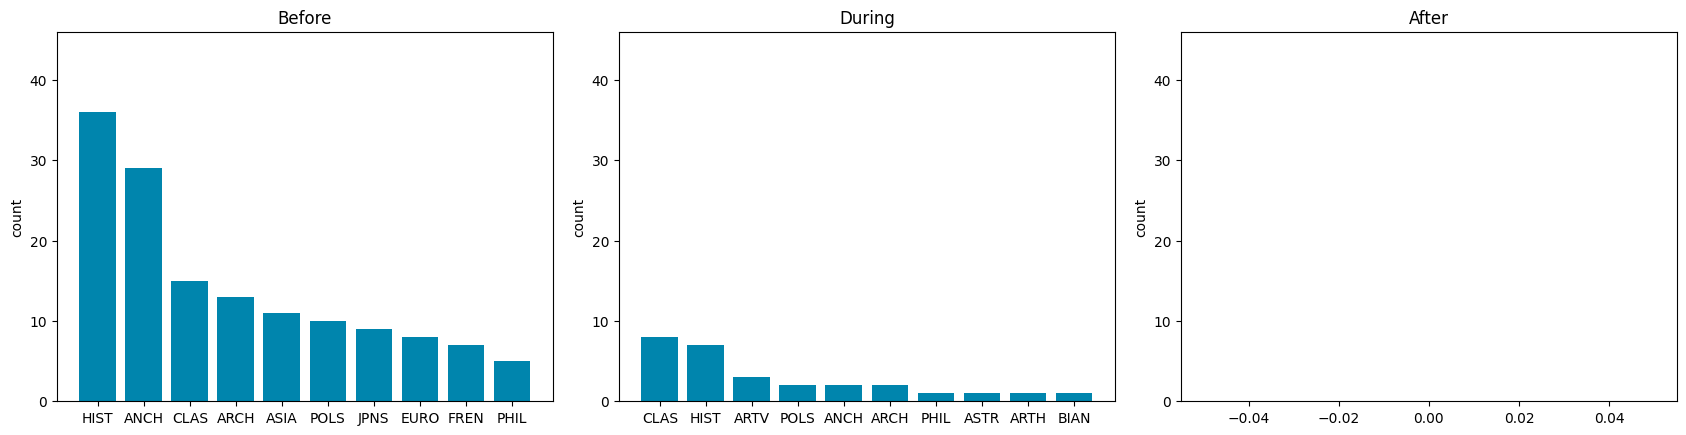 Before
count
40
30
20
10
0
HIST ANCH CLAS ARCH ASIA POLS JPNS EURO FREN PHIL
During
count
40
30
20
10
0
CLAS HIST ARTV POLS ANCH ARCH PHIL ASTR ARTH BIAN
After
count
40
30
20
10
0
−0.04 −0.02 0.00 0.02 0.04